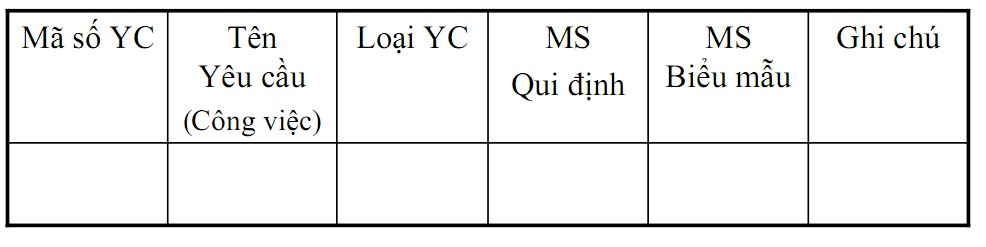 Mã số YC
Tên
Yêu cầu
(Công việc)
Loại YC
MS
Qui định
MS
Biểu mẫu
Ghi chú